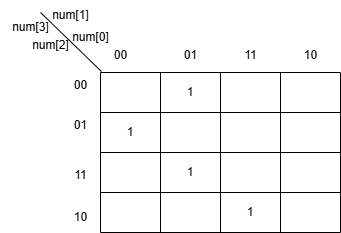 num[1]
num[3]
num[0]
num[2]
00 01 11 10
00 1
01 1
11 1
10 1